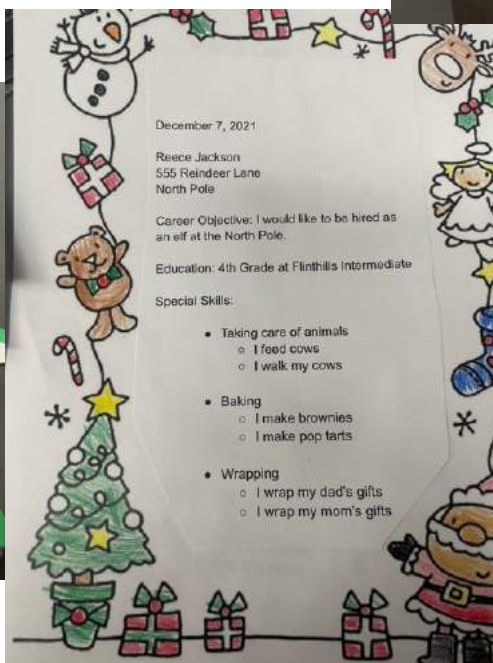 December 7, 2021
Reece Jackson
555 Reindeer Lane
North Pole
Career Objective: I would like to be hired as
an elf at the North Pole.
Education: 4th Grade at Flinthills Intermediate
Special Skills:
• Taking care of animals
○ I feed cows
○ I walk my cows
• Baking
○ I make brownies
○ I make pop tarts
• Wrapping
○ I wrap my dad's gifts
○ I wrap my mom's gifts